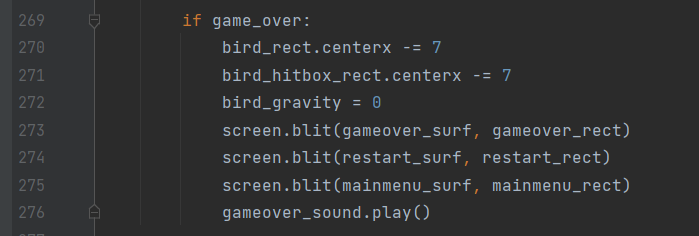 269 if game_over:
270 bird_rect.centerx -= 7
271 bird_hitbox_rect.centerx -= 7
272 bird_gravity = 0
273 screen.blit(gameover_surf, gameover_rect)
274 screen.blit(restart_surf, restart_rect)
275 screen.blit(mainmenu_surf, mainmenu_rect)
276 gameover_sound.play()